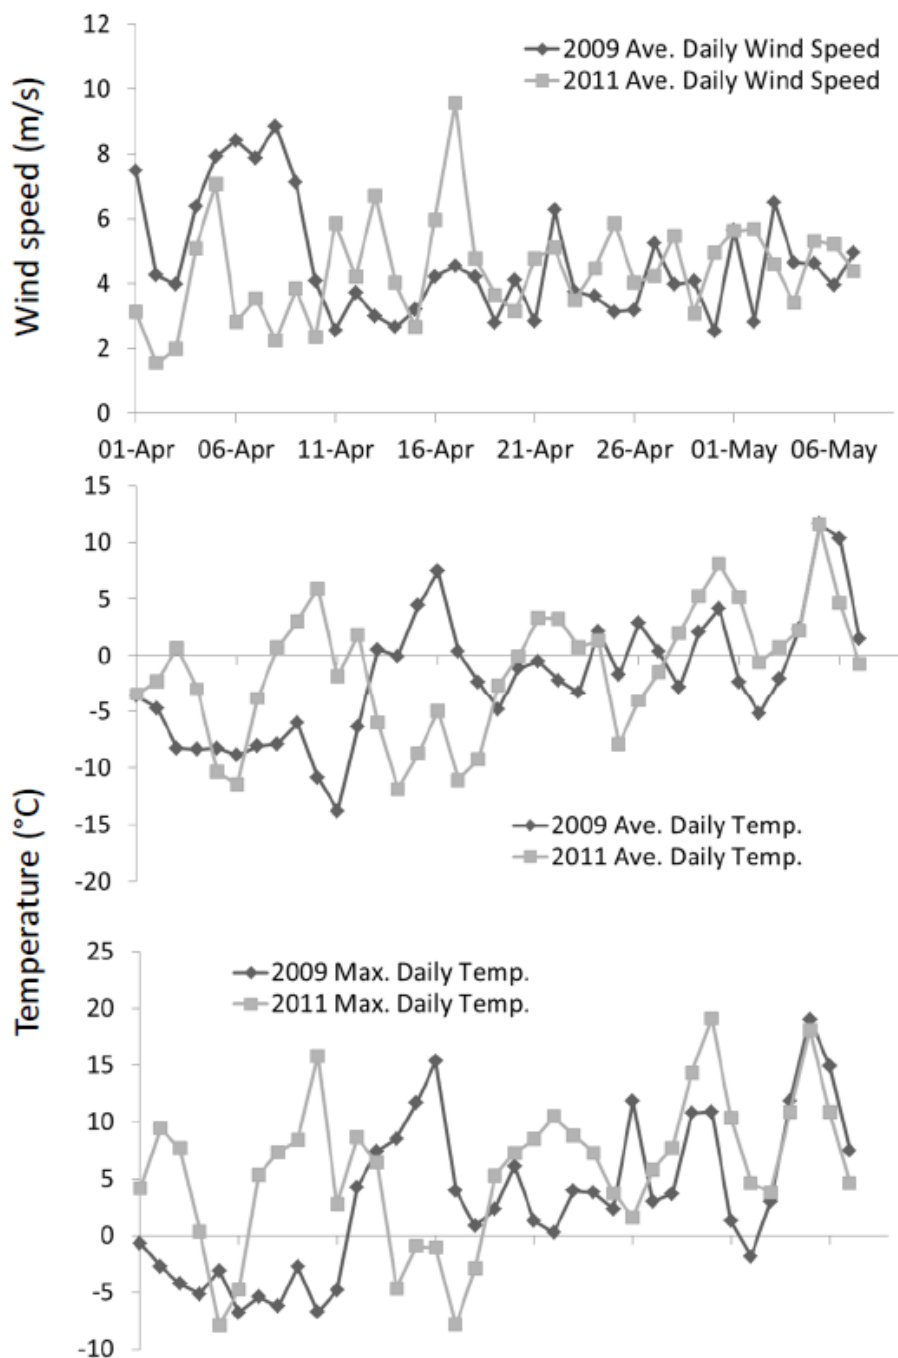 12
10
8
6
4
2
0
Wind speed (m/s)
2009 Ave. Daily Wind Speed
2011 Ave. Daily Wind Speed
01-Apr 06-Apr 11-Apr 16-Apr 21-Apr 26-Apr 01-May 06-May
15
10
5
0
-5
-10
-15
-20
Temperature (°C)
2009 Ave. Daily Temp.
2011 Ave. Daily Temp.
25
20
15
10
5
0
-5
-10
2009 Max. Daily Temp.
2011 Max. Daily Temp.